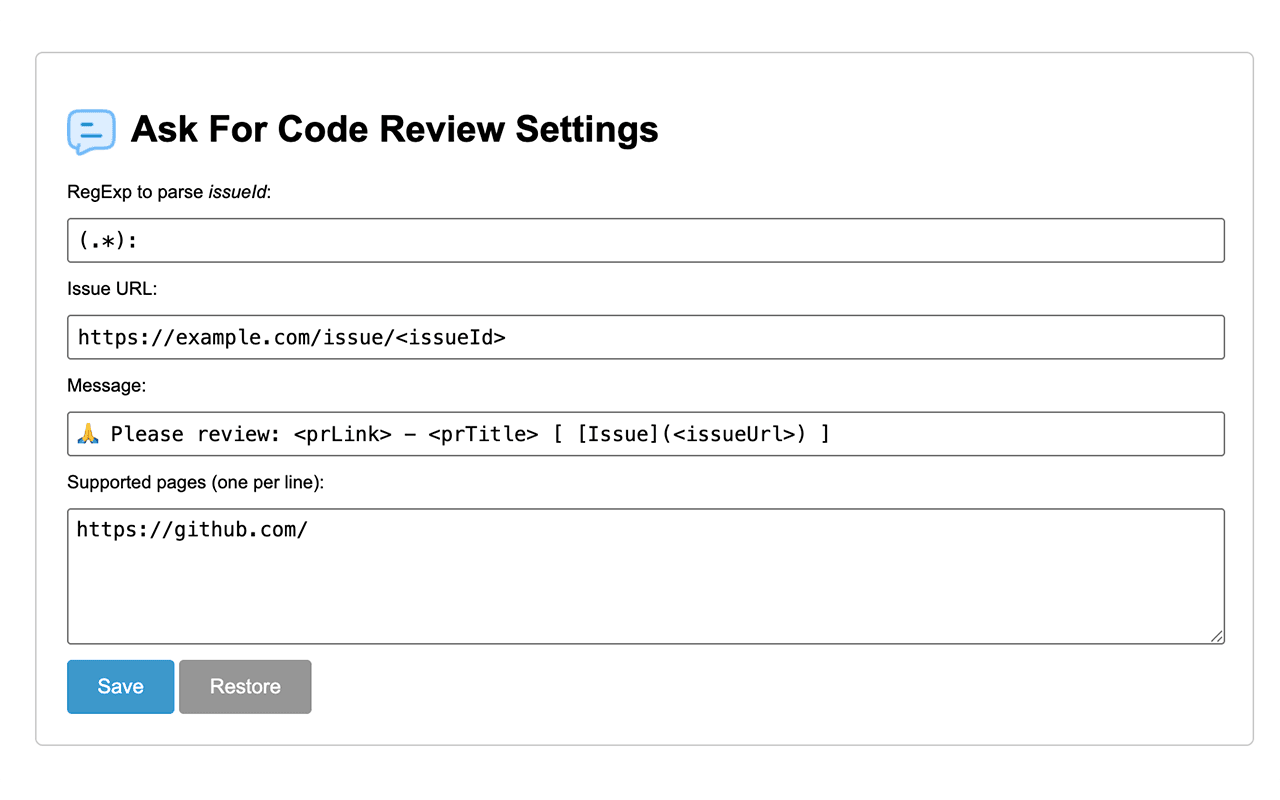 Ask For Code Review Settings
RegExp to parse issueId:
(.*):
Issue URL:
https://example.com/issue/<issueId>
Message:
🙏 Please review: <prLink> – <prTitle> [ [Issue](<issueUrl>) ]
Supported pages (one per line):
https://github.com/
Save
Restore